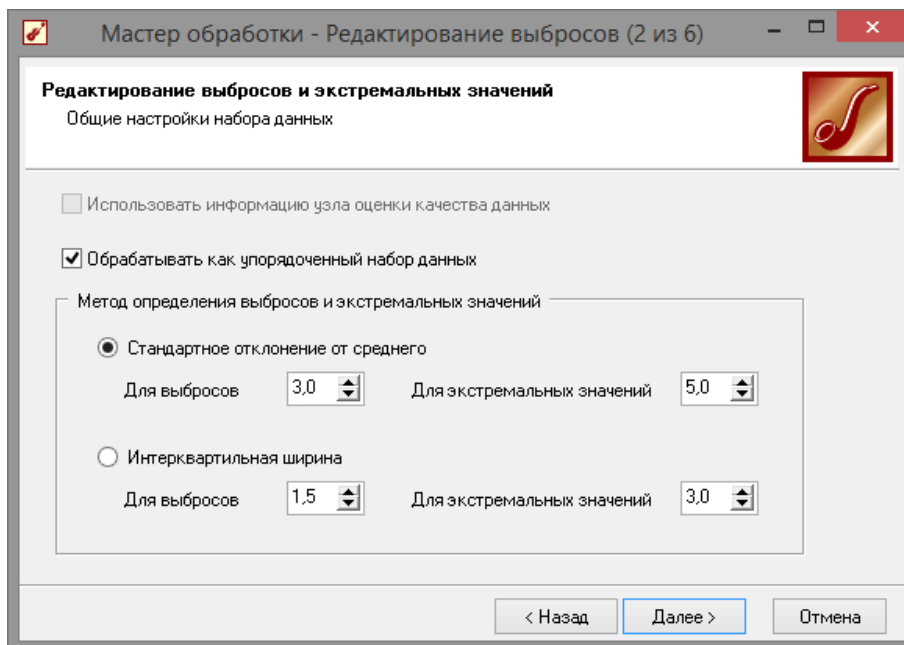 Мастер обработки - Редактирование выбросов (2 из 6)
Редактирование выбросов и экстремальных значений
Общие настройки набора данных
Использовать информацию узла оценки качества данных
Обрабатывать как упорядоченный набор данных
Метод определения выбросов и экстремальных значений
Стандартное отклонение от среднего
Для выбросов 3,0 Для экстремальных значений 5,0
Интерквартильная ширина
Для выбросов 1,5 Для экстремальных значений 3,0
< Назад Далее > Отмена